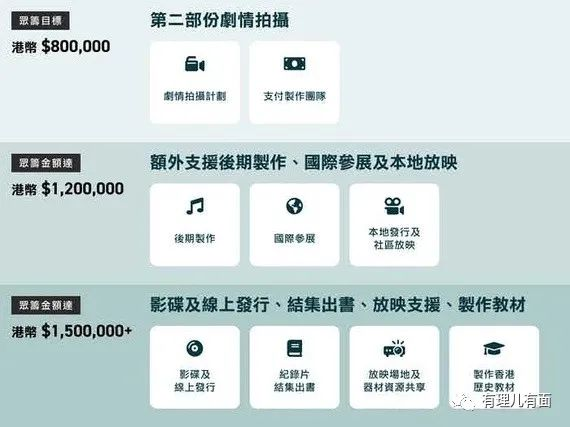 眾籌目標
港幣 $800,000
第二部份劇情拍攝
劇情拍攝計劃
支付製作團隊
眾籌金額達
港幣 $1,200,000
額外支援後期製作、國際參展及本地放映
後期製作
國際參展
本地發行及
社區放映
眾籌金額達
港幣 $1,500,000+
影碟及線上發行、結集出書、放映支援、製作教材
影碟及
線上發行
紀錄片
結集出書
放映場地及
器材資源共享
製作香港
歷史教材
有理儿有面